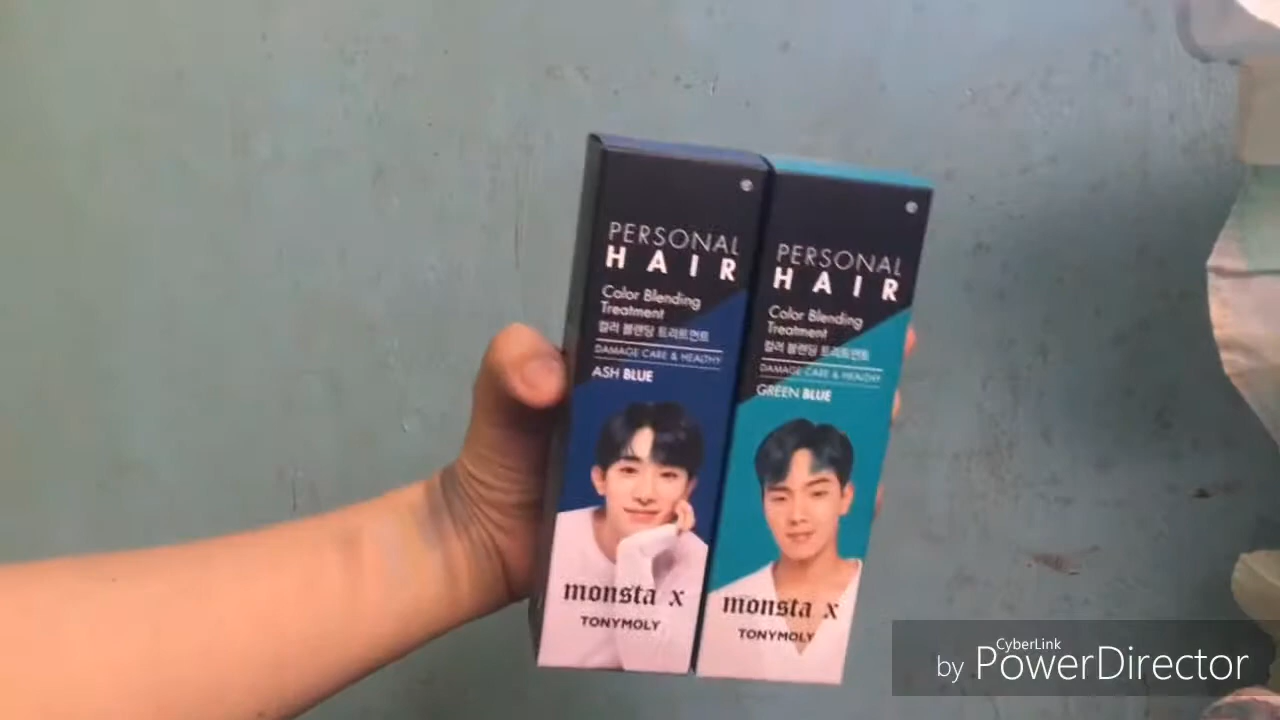 PERSONAL
HAIR
Color Blending
Treatment
컬러 블렌딩 트리트먼트
DAMAGE CARE & HEALTHY
ASH BLUE
monsta x
TONYMOLY
PERSONAL
HAIR
Color Blending
Treatment
컬러 블렌딩 트리트먼트
DAMAGE CARE & HEALTHY
GREEN BLUE
monsta x
TONYMOLY
by CyberLink
PowerDirector